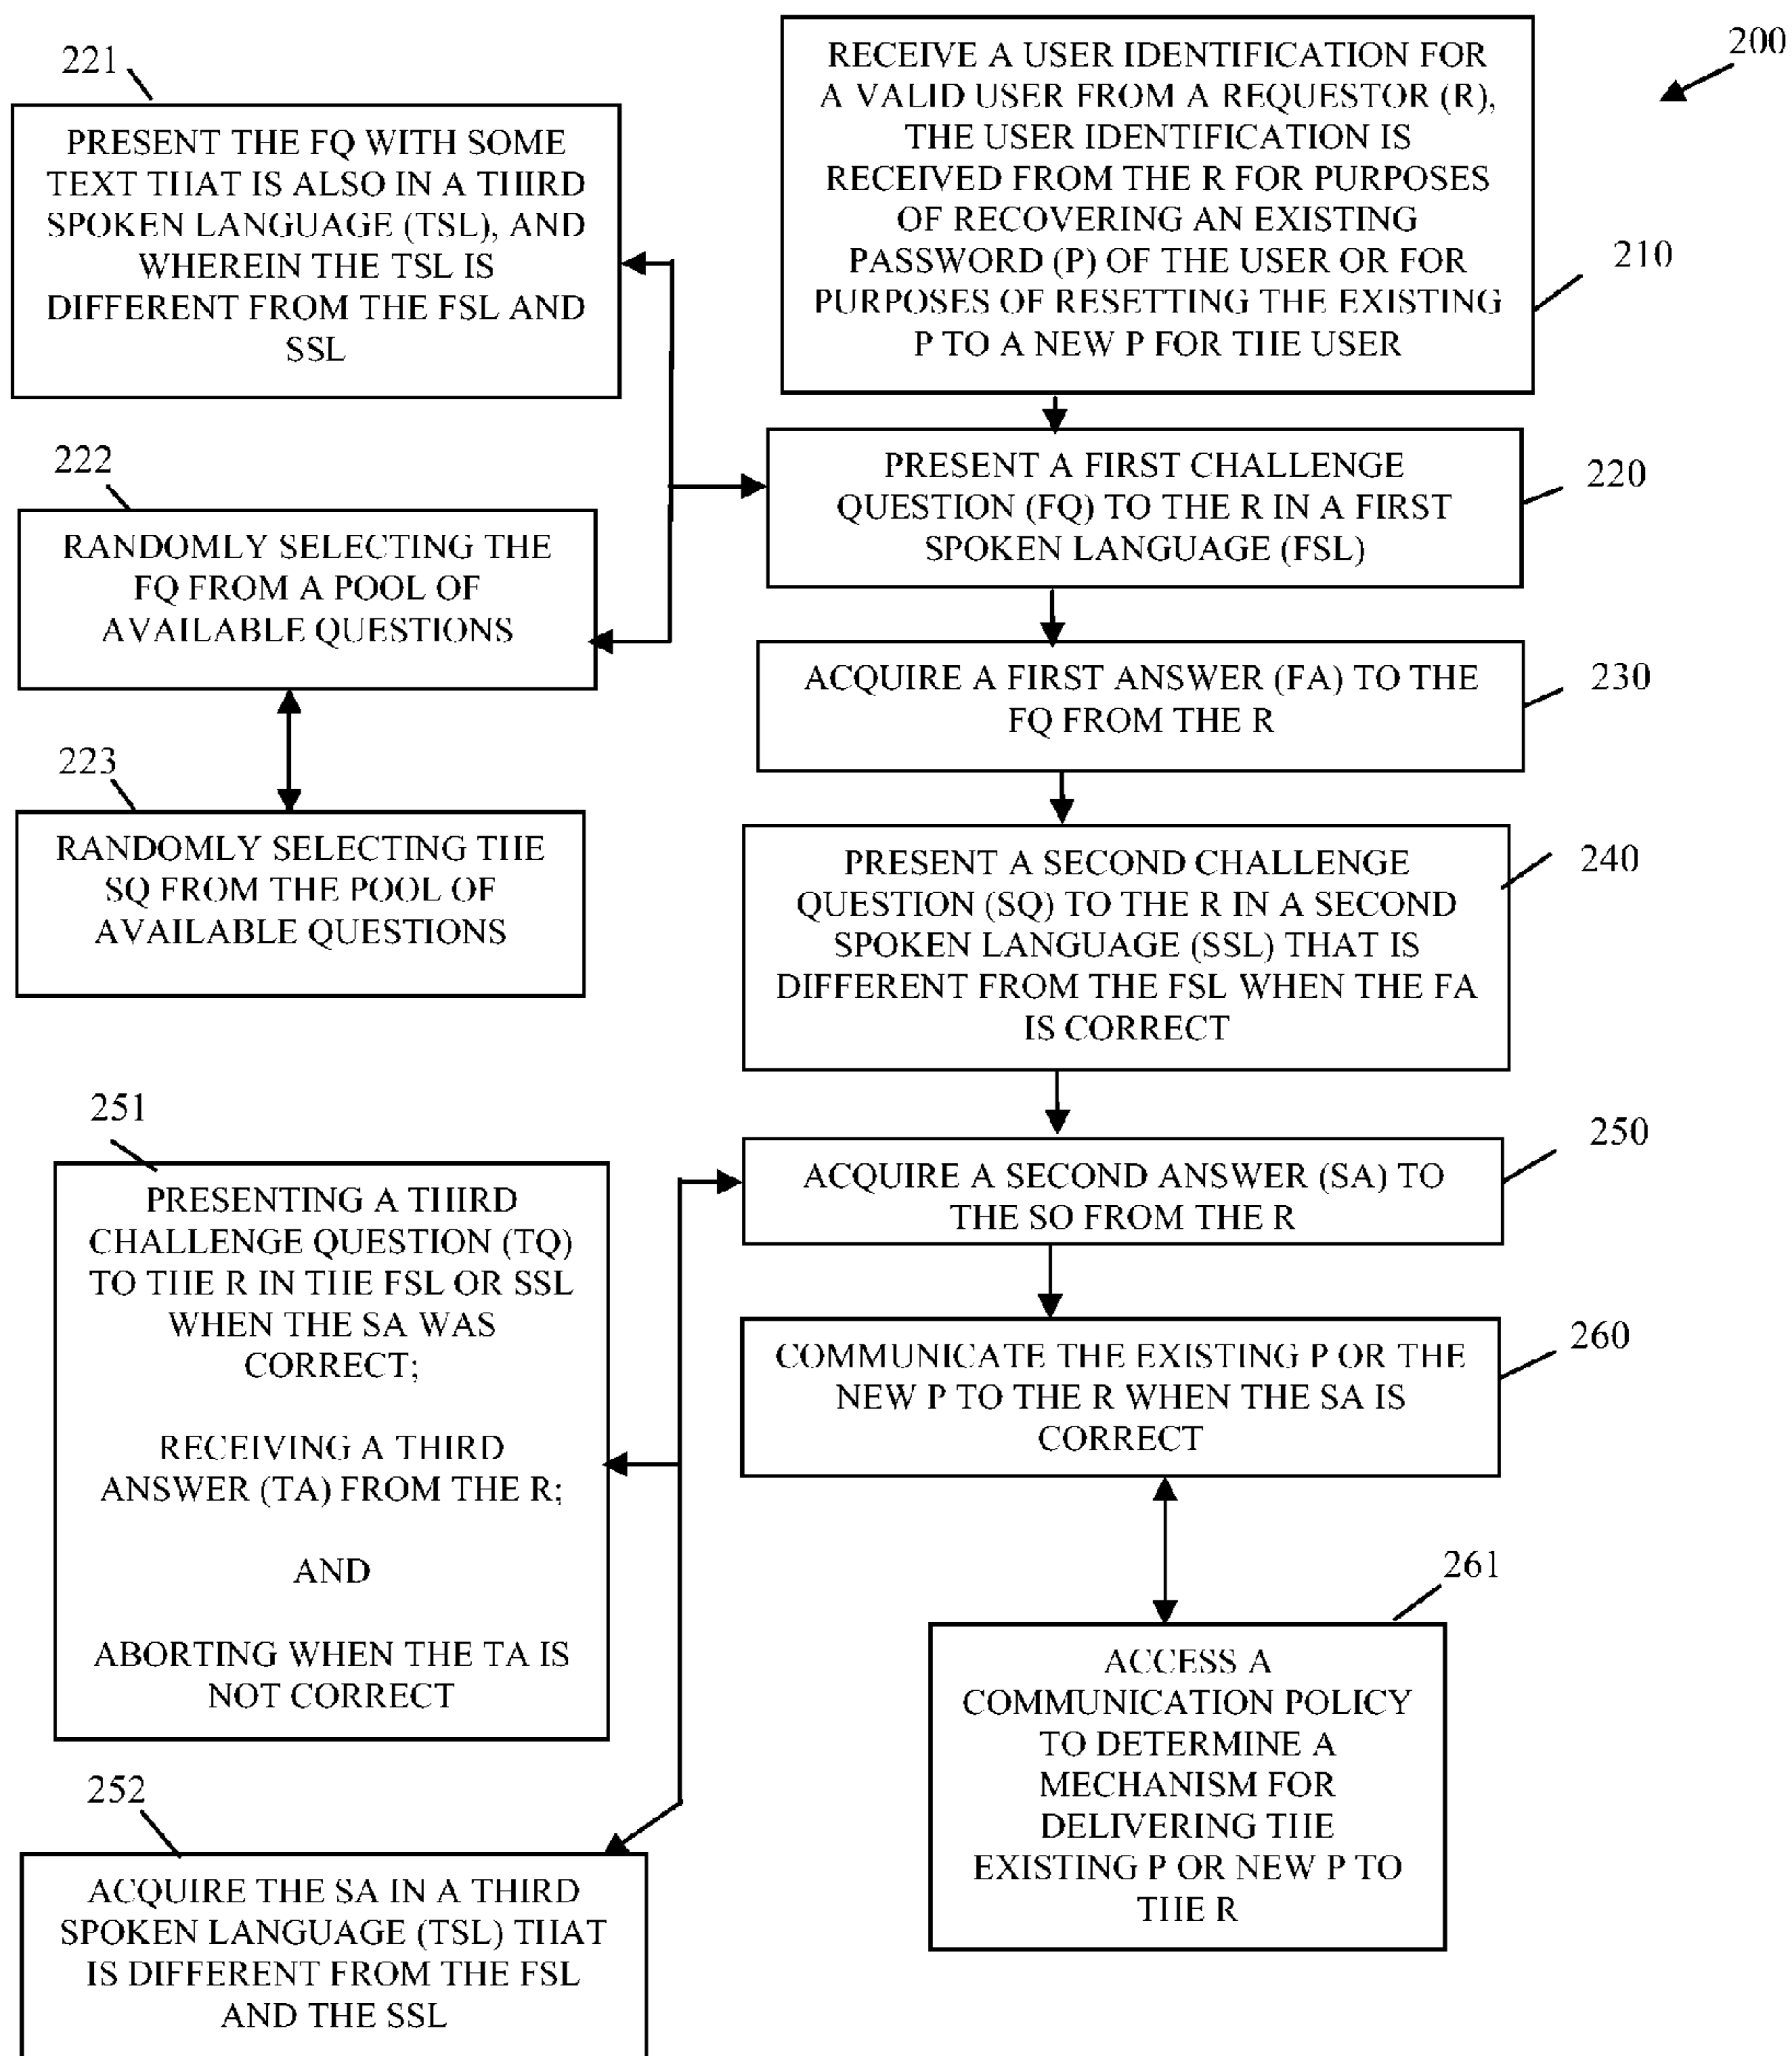 200
RECEIVE A USER IDENTIFICATION FOR
A VALID USER FROM A REQUESTOR (R),
THE USER IDENTIFICATION IS
RECEIVED FROM THE R FOR PURPOSES
OF RECOVERING AN EXISTING
PASSWORD (P) OF THE USER OR FOR
PURPOSES OF RESETTING THE EXISTING
P TO A NEW P FOR THE USER
210
221
PRESENT THE FQ WITH SOME
TEXT THAT IS ALSO IN A THIRD
SPOKEN LANGUAGE (TSL), AND
WHEREIN THE TSL IS
DIFFERENT FROM THE FSL AND
SSL
PRESENT A FIRST CHALLENGE
QUESTION (FQ) TO THE R IN A FIRST
SPOKEN LANGUAGE (FSL)
220
222
RANDOMLY SELECTING THE
FQ FROM A POOL OF
AVAILABLE QUESTIONS
223
RANDOMLY SELECTING THE
SQ FROM THE POOL OF
AVAILABLE QUESTIONS
ACQUIRE A FIRST ANSWER (FA) TO THE
FQ FROM THE R
230
PRESENT A SECOND CHALLENGE
QUESTION (SQ) TO THE R IN A SECOND
SPOKEN LANGUAGE (SSL) THAT IS
DIFFERENT FROM THE FSL WHEN THE FA
IS CORRECT
240
ACQUIRE A SECOND ANSWER (SA) TO
THE SO FROM THE R
250
251
PRESENTING A THIRD
CHALLENGE QUESTION (TQ)
TO THE R IN THE FSL OR SSL
WHEN THE SA WAS
CORRECT;
RECEIVING A THIRD
ANSWER (TA) FROM THE R;
AND
ABORTING WHEN THE TA IS
NOT CORRECT
252
ACQUIRE THE SA IN A THIRD
SPOKEN LANGUAGE (TSL) THAT
IS DIFFERENT FROM THE FSL
AND THE SSL
COMMUNICATE THE EXISTING P OR THE
NEW P TO THE R WHEN THE SA IS
CORRECT
260
261
ACCESS A
COMMUNICATION POLICY
TO DETERMINE A
MECHANISM FOR
DELIVERING THE
EXISTING P OR NEW P TO
THE R